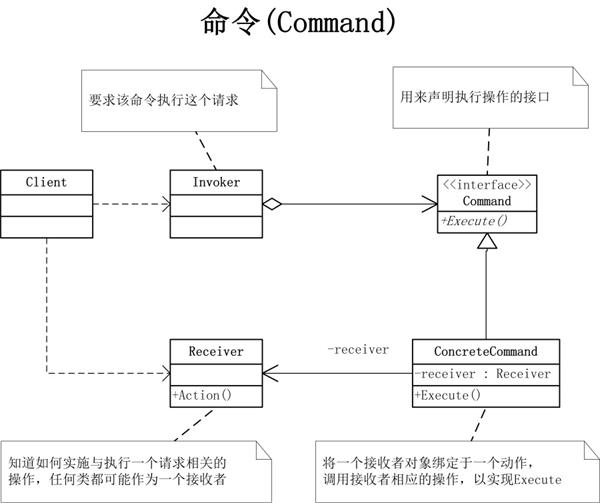 命令(Command)
要求该命令执行这个请求
用来声明执行操作的接口
Client
Invoker
<<interface>>
Command
+Execute()
Receiver
+Action()
-receiver
ConcreteCommand
-receiver : Receiver
+Execute()
知道如何实施与执行一个请求相关的
操作，任何类都可能作为一个接收者
将一个接收者对象绑定于一个动作，
调用接收者相应的操作，以实现Execute